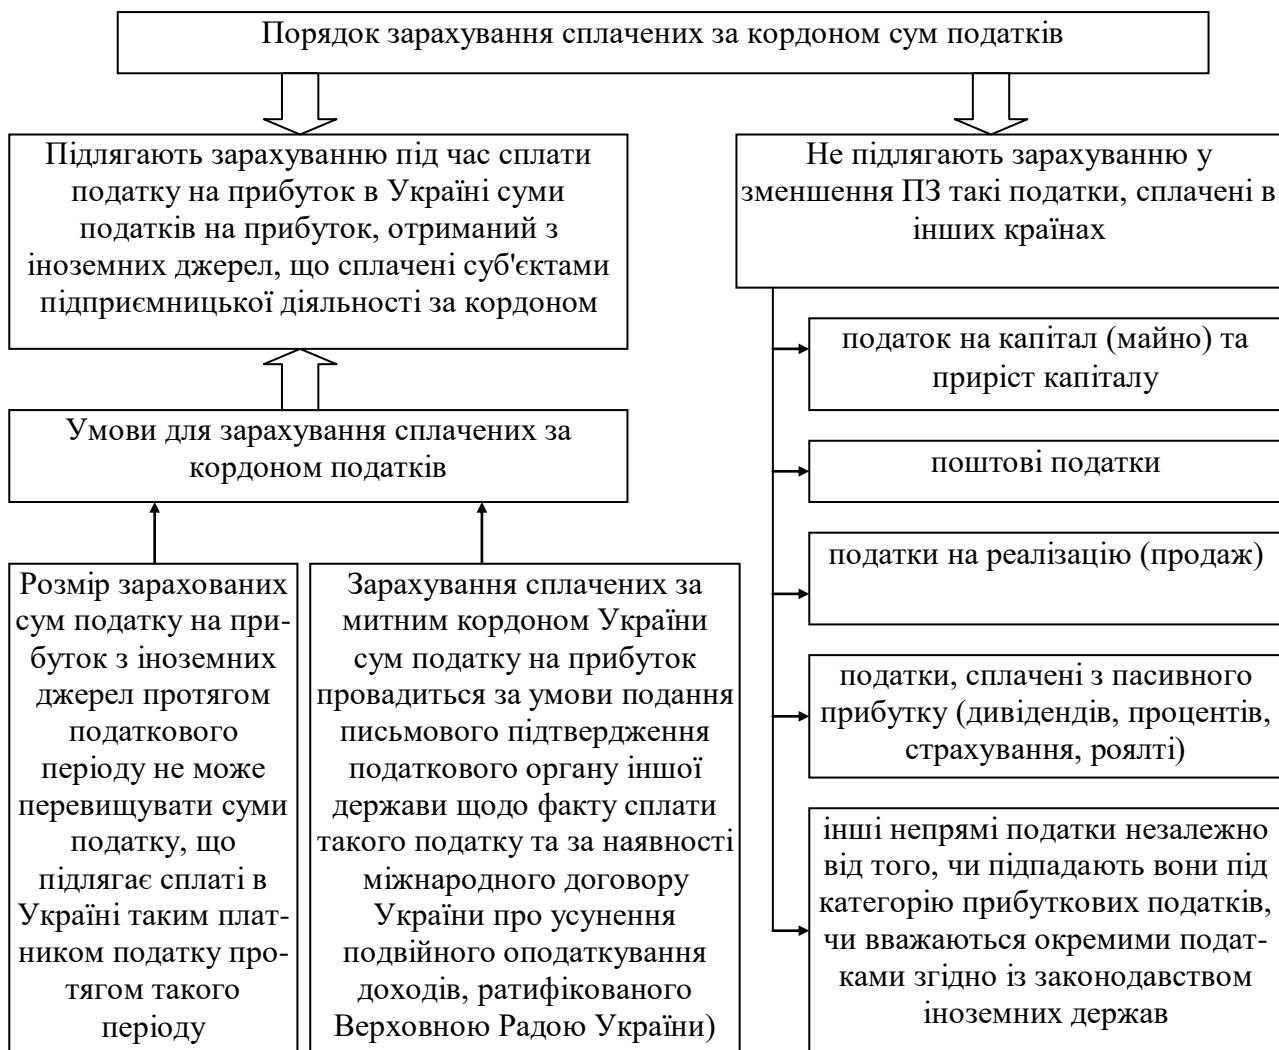 Порядок зарахування сплачених за кордоном сум податків
Підлягають зарахуванню під час сплати
податку на прибуток в Україні суми
податків на прибуток, отриманий з
іноземних джерел, що сплачені суб'єктами
підприємницької діяльності за кордоном
Умови для зарахування сплачених за
кордоном податків
Розмір зарахованих
сум податку на при-
буток з іноземних
джерел протягом
податкового
періоду не може
перевищувати суми
податку, що
підлягає сплаті в
Україні таким плат-
ником податку про-
тягом такого
періоду
Зарахування сплачених за
митним кордоном України
сум податку на прибуток
провадиться за умови подання
письмового підтвердження
податкового органу іншої
держави щодо факту сплати
такого податку та за наявності
міжнародного договору
України про усунення
подвійного оподаткування
доходів, ратифікованого
Верховною Радою України)
Не підлягають зарахуванню у
зменшення ПЗ такі податки, сплачені в
інших країнах
податок на капітал (майно) та
приріст капіталу
поштові податки
податки на реалізацію (продаж)
податки, сплачені з пасивного
прибутку (дивідендів, процентів,
страхування, роялті)
інші непрямі податки незалежно
від того, чи підпадають вони під
категорію прибуткових податків,
чи вважаються окремими подат-
ками згідно із законодавством
іноземних держав